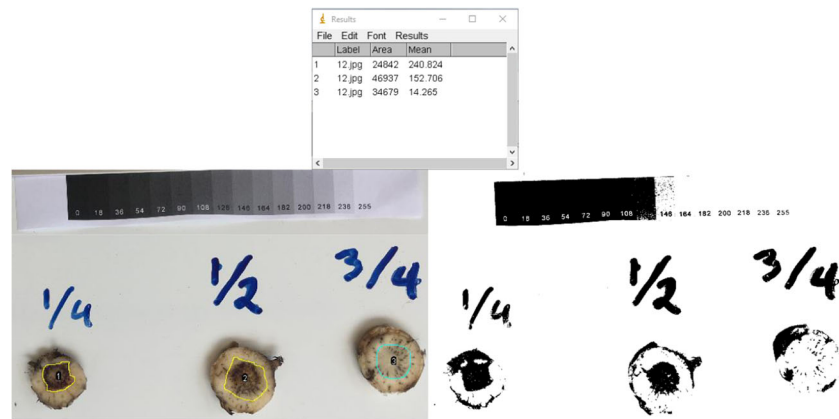 Results
File Edit Font Results
Label Area Mean
1 12.jpg 24842 240.824
2 12.jpg 46937 152.706
3 12.jpg 34679 14.265
0 18 36 54 72 90 108 128 146 164 182 200 218 236 255
0 18 36 54 72 90 108 146 164 182 200 218 236 255
1/4 1/2 3/4
1/4 1/2 3/4
1 2 3